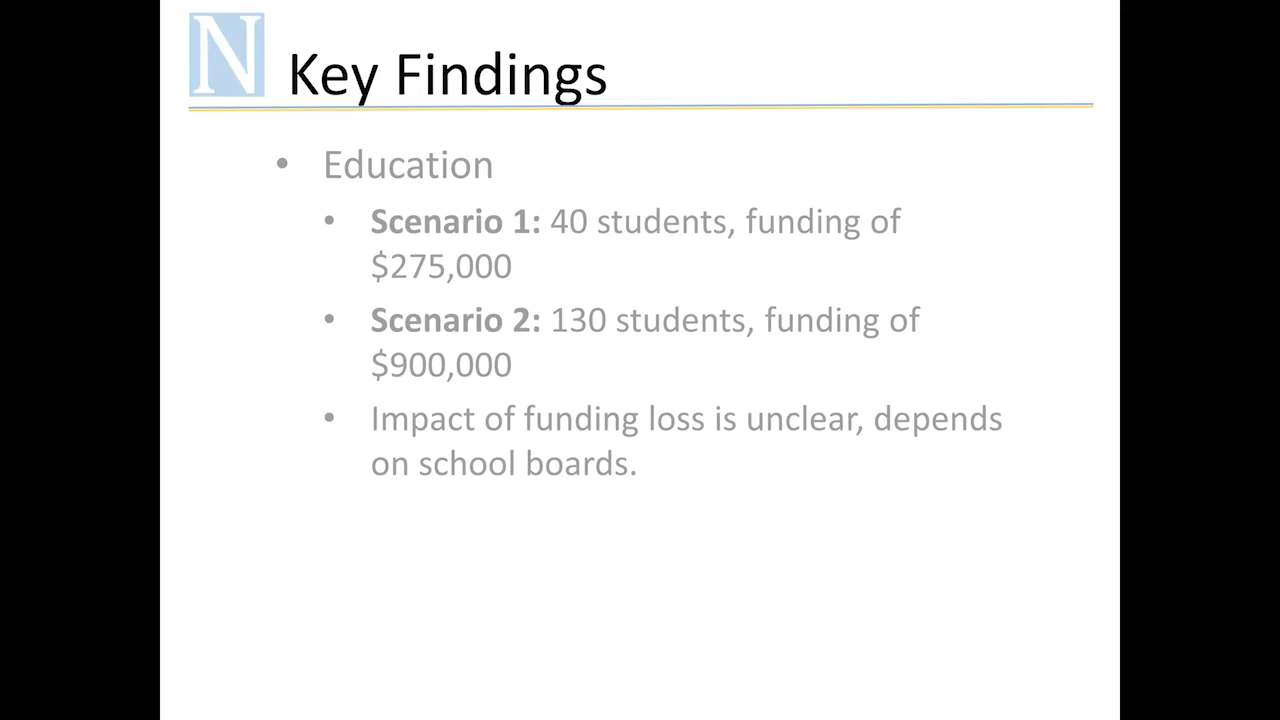 N
Key Findings
• Education
• Scenario 1: 40 students, funding of
$275,000
• Scenario 2: 130 students, funding of
$900,000
• Impact of funding loss is unclear, depends
on school boards.